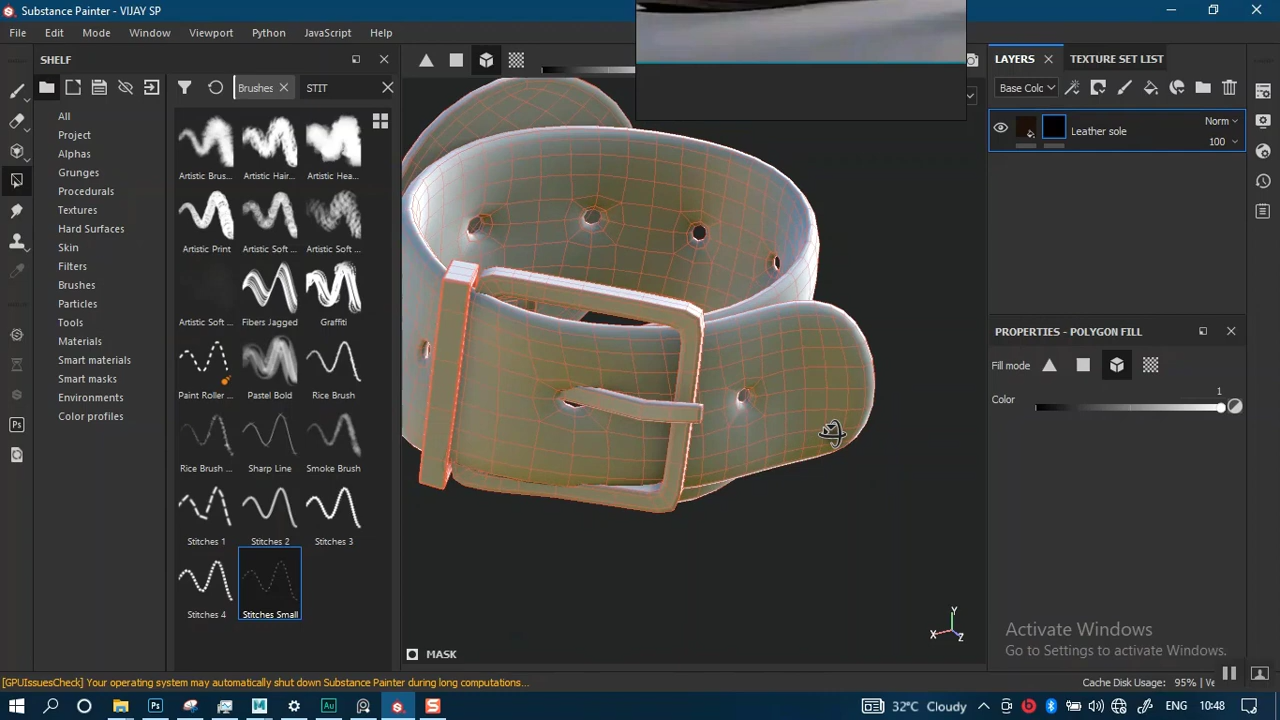 Substance Painter - VIJAY SP
File Edit Mode Window Viewport Python JavaScript Help
SHELF
LAYERS TEXTURE SET LIST
Brushes STIT
Base Colc
All
Project
Alphas
Grunges
Procedurals
Textures
Hard Surfaces
Skin
Filters
Brushes
Particles
Tools
Materials
Smart materials
Smart masks
Environments
Color profiles
Artistic Brus... Artistic Hair... Artistic Hea...
Artistic Print Artistic Soft ... Artistic Soft ...
Artistic Soft ... Fibers Jagged Graffiti
Paint Roller ... Pastel Bold Rice Brush
Rice Brush ... Sharp Line Smoke Brush
Stitches 1 Stitches 2 Stitches 3
Stitches 4 Stitches Small
Leather sole
Norm
100
PROPERTIES - POLYGON FILL
Fill mode
Color
1
Y
X Z
MASK
Activate Windows
Go to Settings to activate Windows.
[GPUIssuesCheck] Your operating system may automatically shut down Substance Painter during long computations...
Cache Disk Usage: 95% | Ve
32°C Cloudy
ENG
10:48